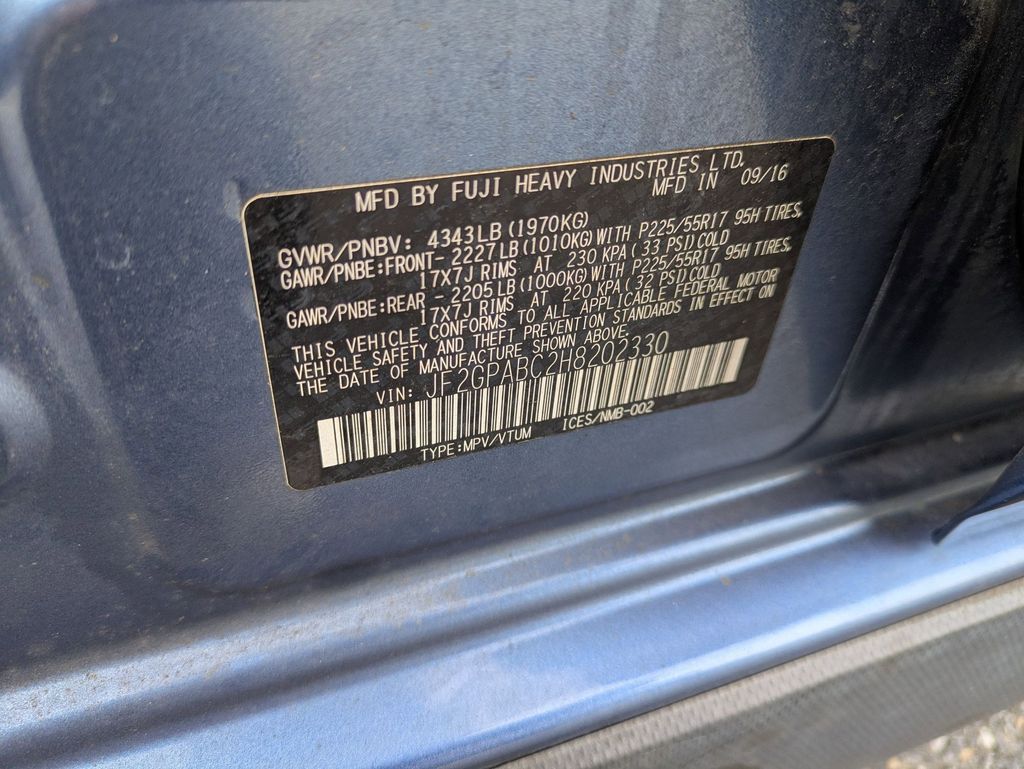 MFD BY FUJI HEAVY INDUSTRIES LTD.
MFD IN 09/16
GVWR/PNBV: 4343LB(1970KG)
GAWR/PNBE:FRONT-2227LB(1010KG)WITH P225/55R17 95H TIRES,
17X7J RIMS AT 230 KPA(33 PSI)COLD
GAWR/PNBE:REAR -2205LB(1000KG)WITH P225/55R17 95H TIRES,
17X7J RIMS AT 220 KPA(32 PSI)COLD
THIS VEHICLE CONFORMS TO ALL APPLICABLE FEDERAL MOTOR
VEHICLE SAFETY AND THEFT PREVENTION STANDARDS IN EFFECT ON
THE DATE OF MANUFACTURE SHOWN ABOVE.
VIN: JF2GPABC2H8202330
TYPE:MPV/VTUM ICES/NMB-002